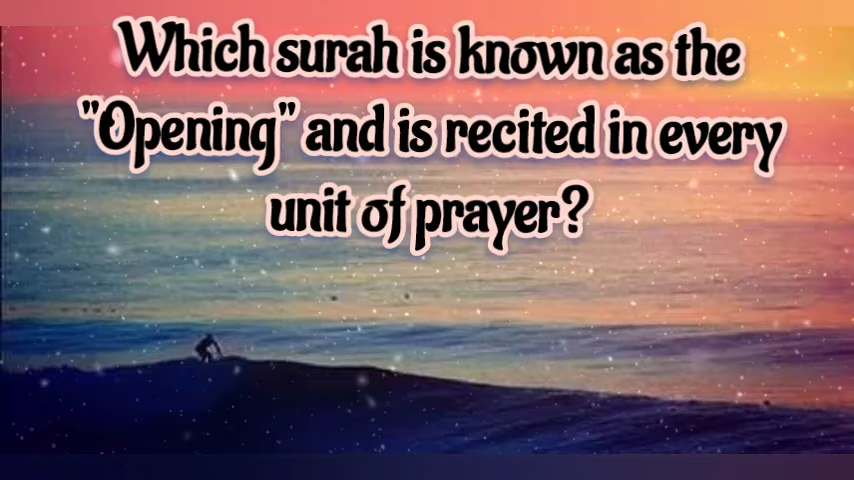 Which surah is known as the
"Opening" and is recited in every
unit of prayer?